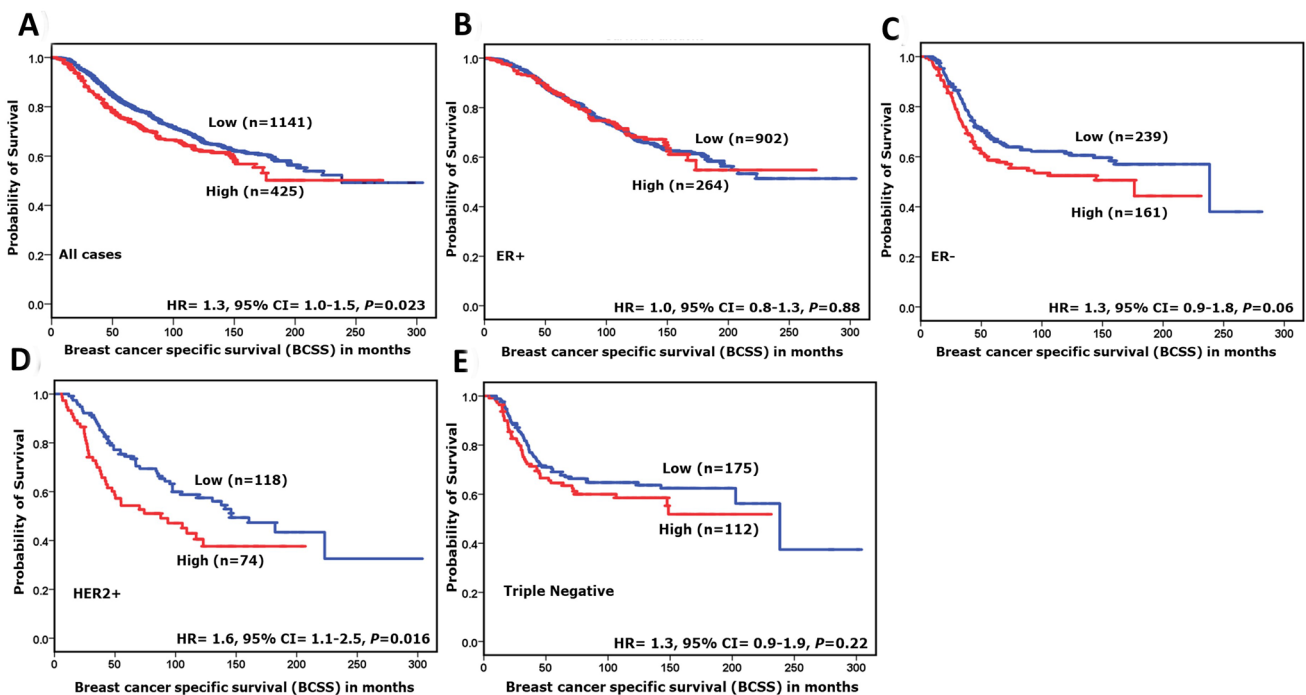 A
Probability of Survival
1.0
0.8
0.6
0.4
0.2
0.0
Low (n=1141)
High (n=425)
All cases
HR= 1.3, 95% CI= 1.0-1.5, P=0.023
0 50 100 150 200 250 300
Breast cancer specific survival (BCSS) in months
B
Probability of Survival
1.0
0.8
0.6
0.4
0.2
0.0
Low (n=902)
High (n=264)
ER+
HR= 1.0, 95% CI= 0.8-1.3, P=0.88
0 50 100 150 200 250 300
Breast cancer specific survival (BCSS) in months
C
Probability of Survival
1.0
0.8
0.6
0.4
0.2
0.0
Low (n=239)
High (n=161)
ER-
HR= 1.3, 95% CI= 0.9-1.8, P=0.06
0 50 100 150 200 250 300
Breast cancer specific survival (BCSS) in months
D
Probability of Survival
1.0
0.8
0.6
0.4
0.2
0.0
Low (n=118)
High (n=74)
HER2+
HR= 1.6, 95% CI= 1.1-2.5, P=0.016
0 50 100 150 200 250 300
Breast cancer specific survival (BCSS) in months
E
Probability of Survival
1.0
0.8
0.6
0.4
0.2
0.0
Low (n=175)
High (n=112)
Triple Negative
HR= 1.3, 95% CI= 0.9-1.9, P=0.22
0 50 100 150 200 250 300
Breast cancer specific survival (BCSS) in months